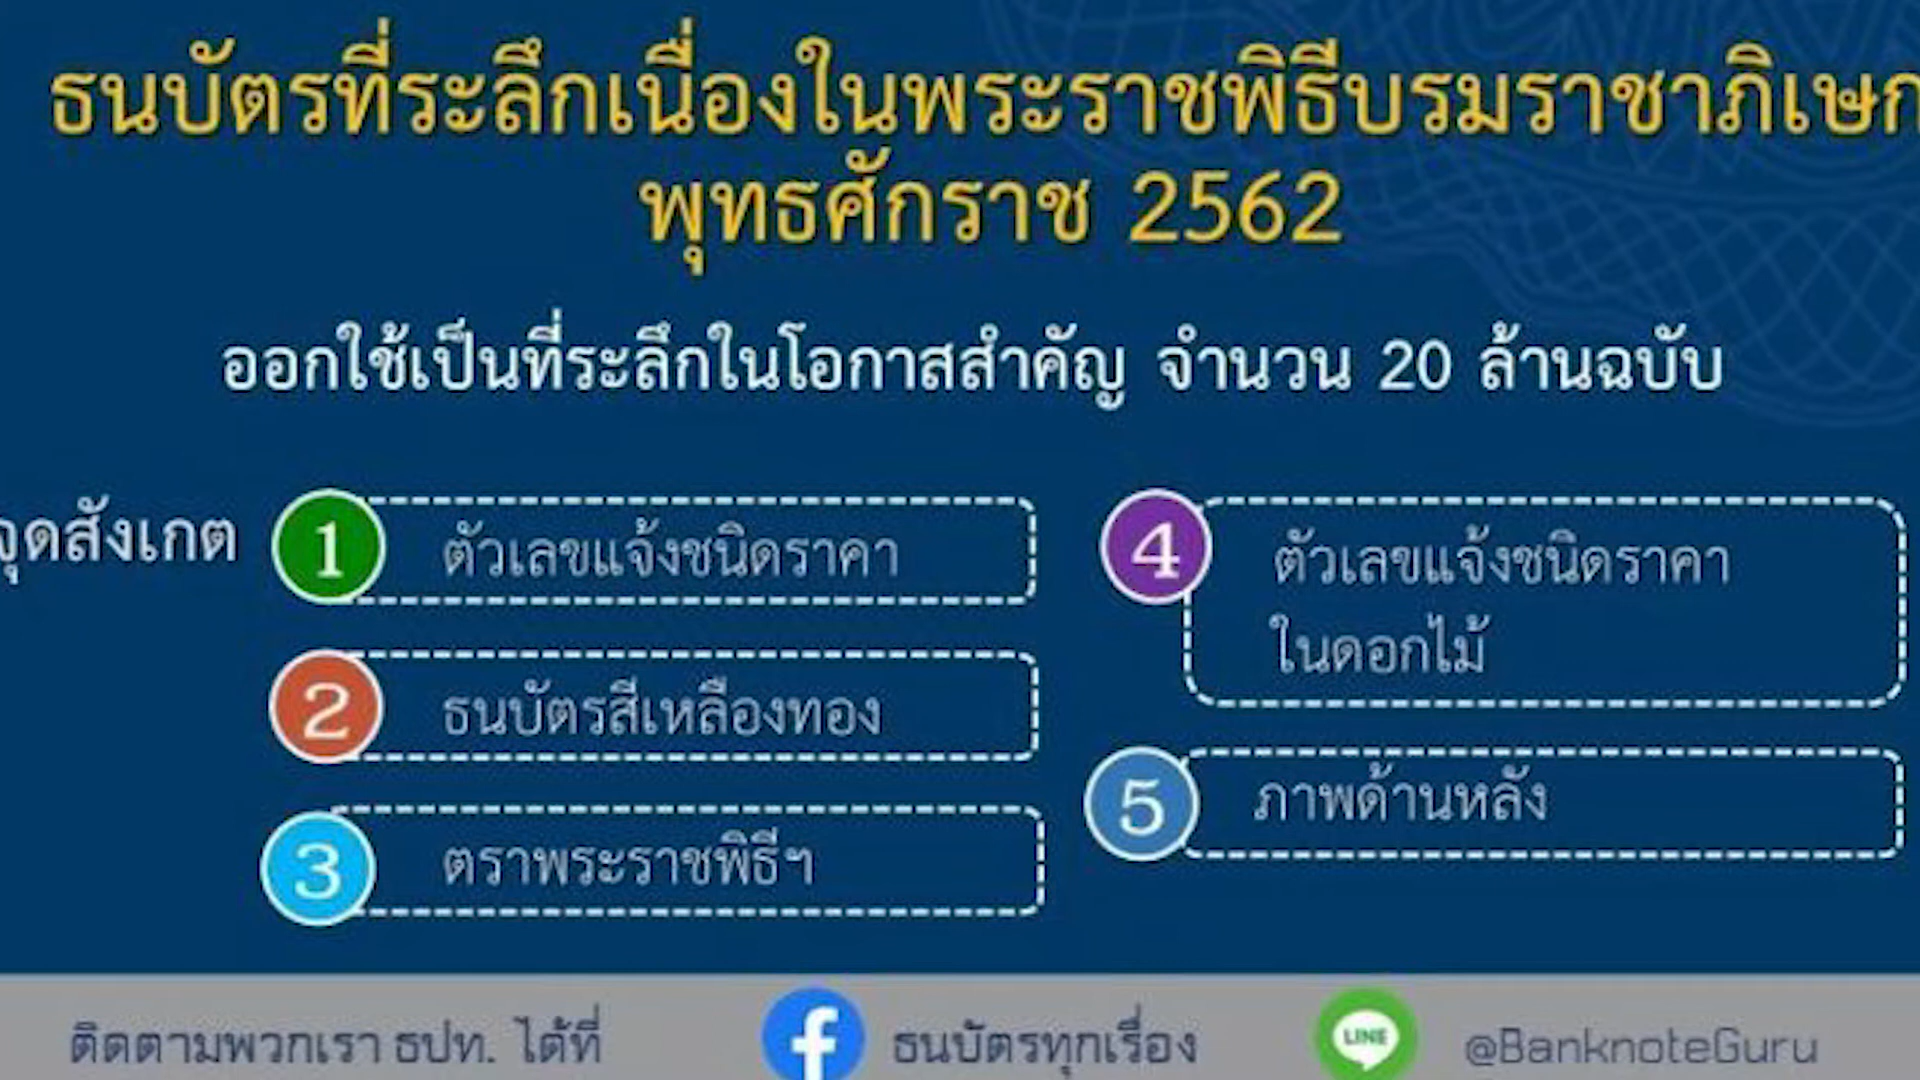 ธนบัตรที่ระลึกเนื่องในพระราชพิธีบรมราชาภิเษก
พุทธศักราช 2562
ออกใช้เป็นที่ระลึกในโอกาสสำคัญ จำนวน 20 ล้านฉบับ
จุดสังเกต
1 ตัวเลขแจ้งชนิดราคา
2 ธนบัตรสีเหลืองทอง
3 ตราพระราชพิธีฯ
4 ตัวเลขแจ้งชนิดราคา
ในดอกไม้
5 ภาพด้านหลัง
ติดตามพวกเรา ธปท. ได้ที่ f ธนบัตรทุกเรื่อง LINE @BanknoteGuru